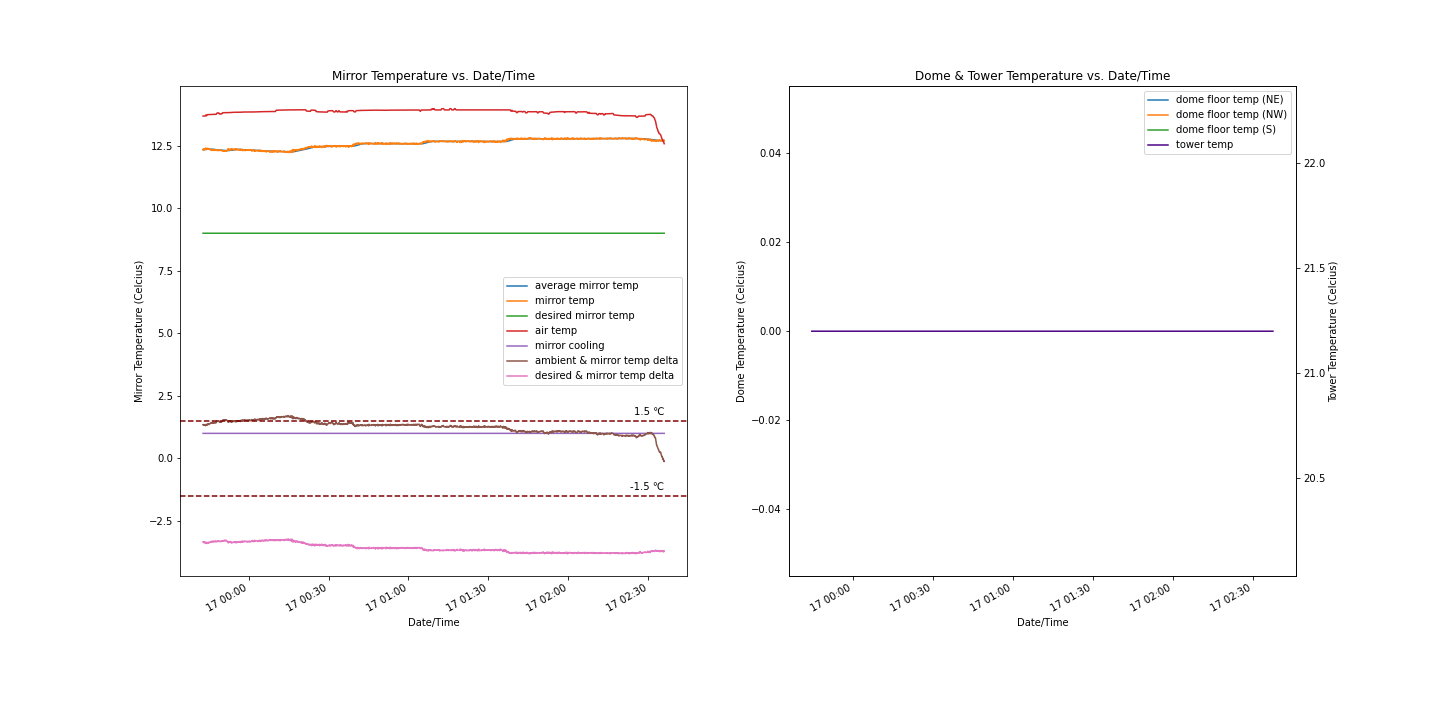 Mirror Temperature vs. Date/Time
Mirror Temperature (Celcius)
12.5
10.0
7.5
5.0
2.5
0.0
−2.5
average mirror temp
mirror temp
desired mirror temp
air temp
mirror cooling
ambient & mirror temp delta
desired & mirror temp delta
1.5 °C
-1.5 °C
17 00:00
17 00:30
17 01:00
17 01:30
17 02:00
17 02:30
Date/Time
Dome & Tower Temperature vs. Date/Time
Dome Temperature (Celcius)
0.04
0.02
0.00
−0.02
−0.04
dome floor temp (NE)
dome floor temp (NW)
dome floor temp (S)
tower temp
22.0
21.5
21.0
20.5
Tower Temperature (Celcius)
17 00:00
17 00:30
17 01:00
17 01:30
17 02:00
17 02:30
Date/Time